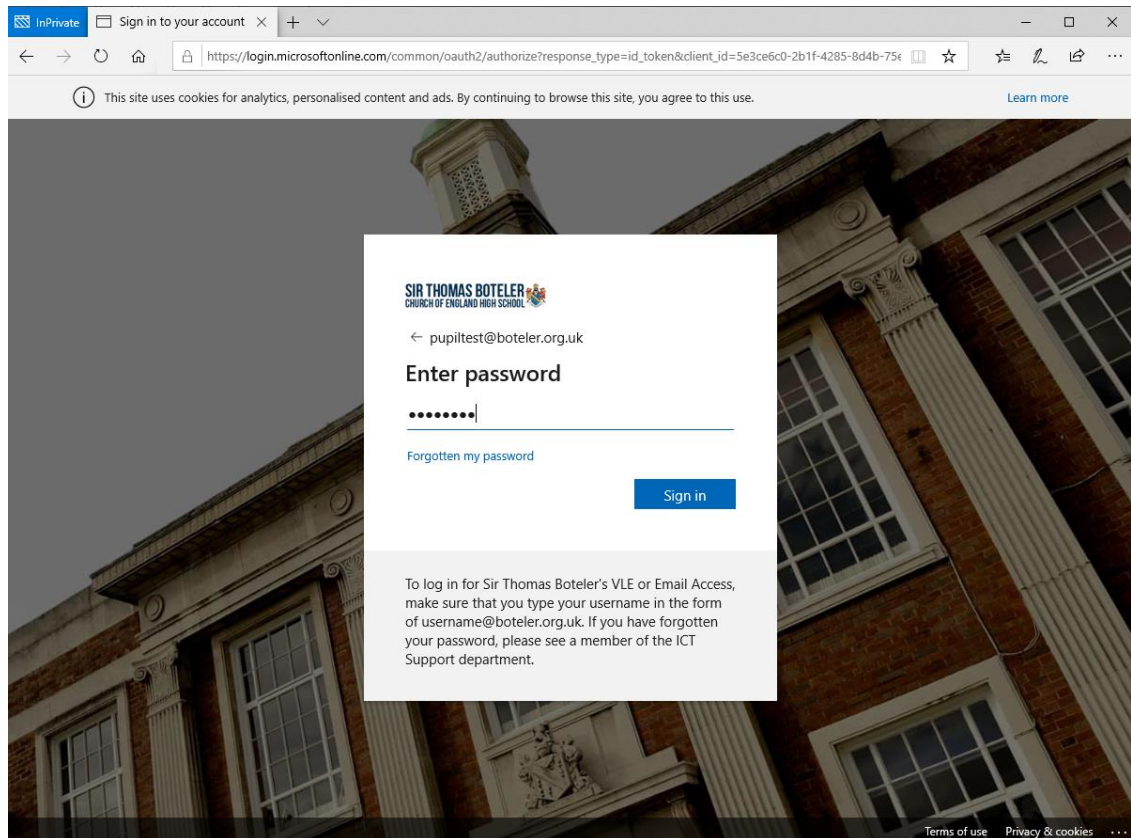 InPrivate
Sign in to your account
https://login.microsoftonline.com/common/oauth2/authorize?response_type=id_token&client_id=5e3ce6c0-2b1f-4285-8d4b-75e
This site uses cookies for analytics, personalised content and ads. By continuing to browse this site, you agree to this use.
Learn more
SIR THOMAS BOTELER
CHURCH OF ENGLAND HIGH SCHOOL
pupiltest@boteler.org.uk
Enter password
••••••••
Forgotten my password
Sign in
To log in for Sir Thomas Boteler's VLE or Email Access,
make sure that you type your username in the form
of username@boteler.org.uk. If you have forgotten
your password, please see a member of the ICT
Support department.
Terms of use
Privacy & cookies
...